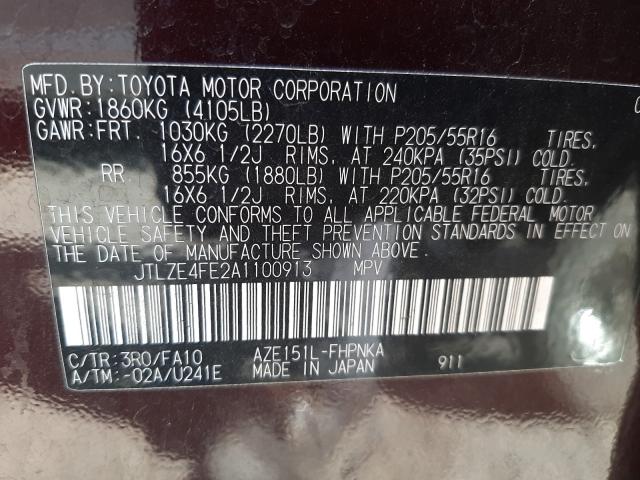 MFD. BY: TOYOTA MOTOR CORPORATION
GVWR: 1860KG (4105LB)
GAWR: FRT. 1030KG (2270LB) WITH P205/55R16 TIRES,
16X6 1/2J RIMS, AT 240KPA (35PSI) COLD.
RR. 855KG (1880LB) WITH P205/55R16 TIRES,
16X6 1/2J RIMS, AT 220KPA (32PSI) COLD.
THIS VEHICLE CONFORMS TO ALL APPLICABLE FEDERAL MOTOR
VEHICLE SAFETY AND THEFT PREVENTION STANDARDS IN EFFECT ON
THE DATE OF MANUFACTURE SHOWN ABOVE.
JTLZE4FE2A1100913 MPV
C/TR: 3R0/FA10 AZE151L-FHPNKA
A/TM: -02A/U241E MADE IN JAPAN 911